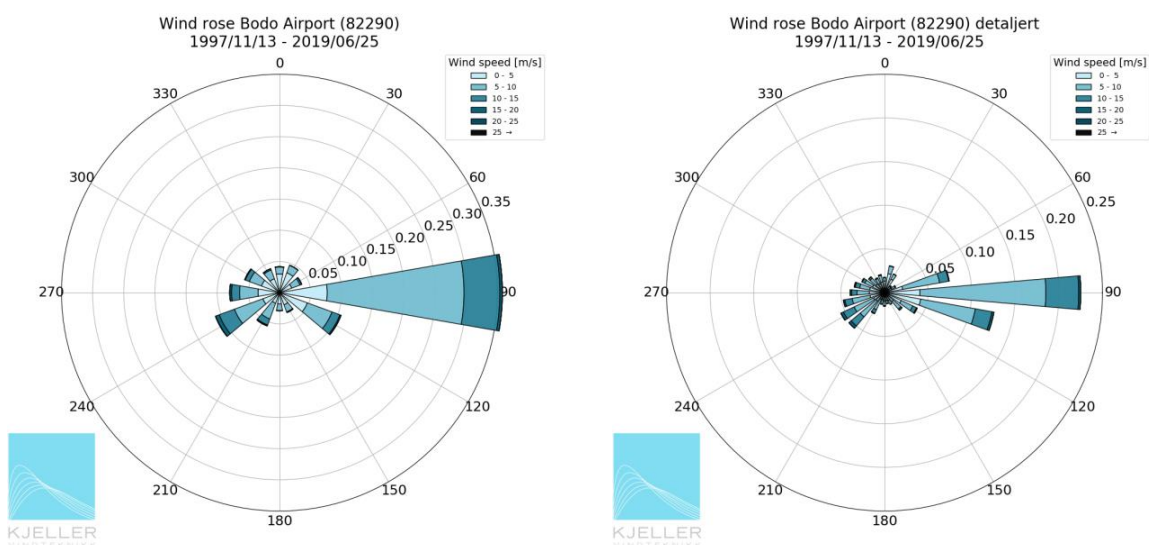 Wind rose Bodo Airport (82290)
1997/11/13 - 2019/06/25
Wind speed [m/s]
0 - 5
5 - 10
10 - 15
15 - 20
20 - 25
25 →
0
30
60
90
120
150
180
210
240
270
300
330
0.05
0.10
0.15
0.20
0.25
0.30
0.35
KJELLER
Wind rose Bodo Airport (82290) detaljert
1997/11/13 - 2019/06/25
Wind speed [m/s]
0 - 5
5 - 10
10 - 15
15 - 20
20 - 25
25 →
0
30
60
90
120
150
180
210
240
270
300
330
0.05
0.10
0.15
0.20
0.25
KJELLER